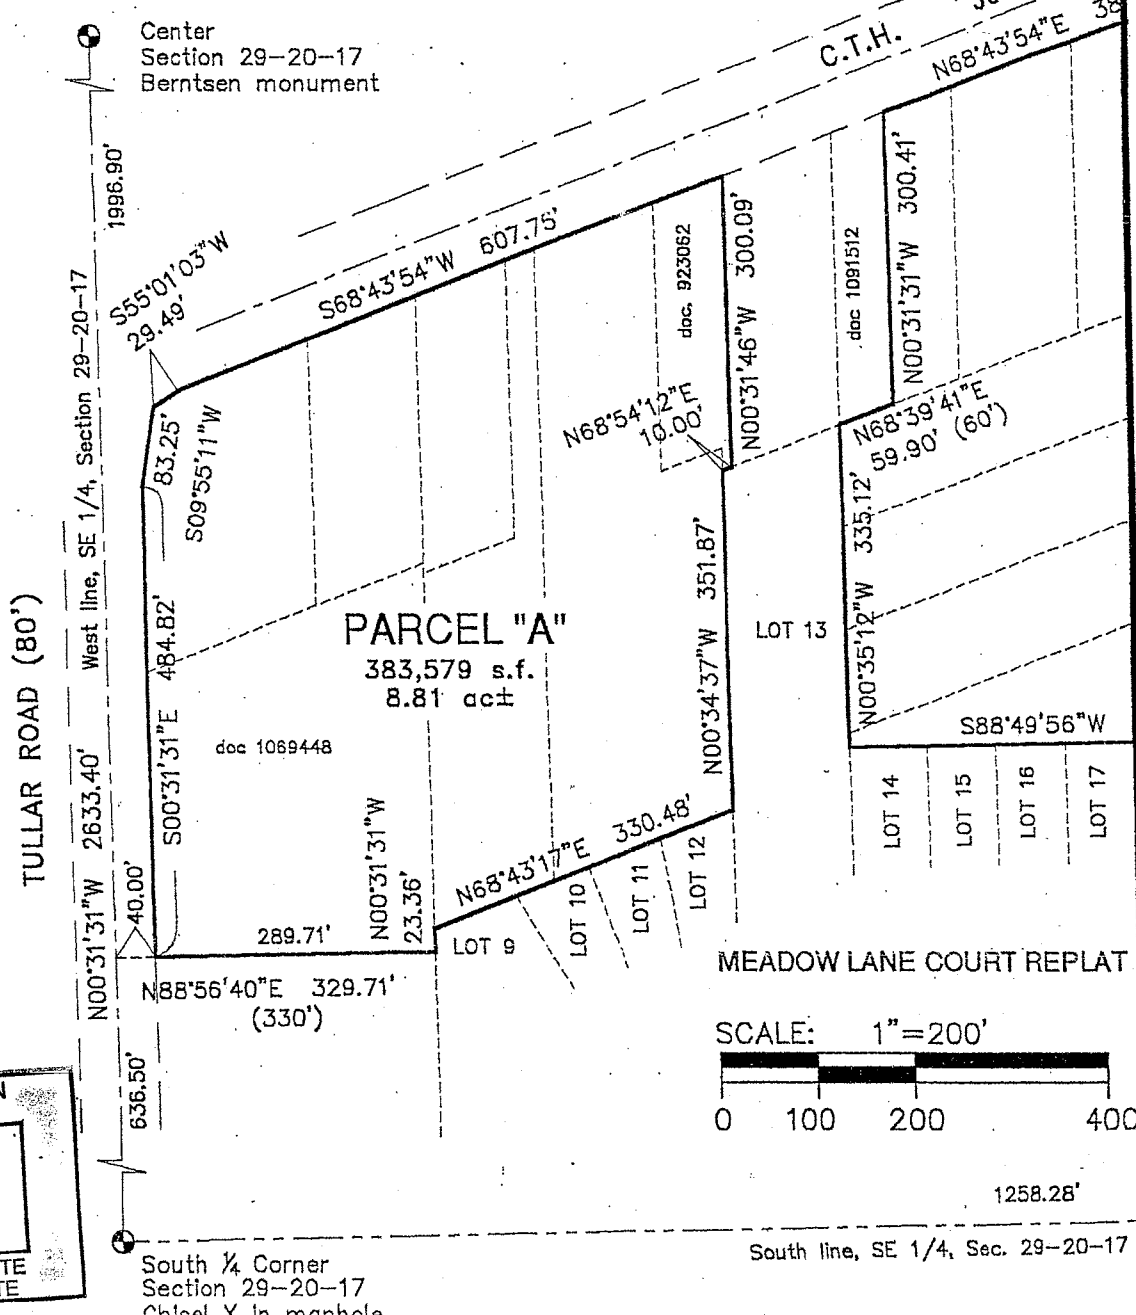 Center
Section 29-20-17
Berntsen monument
C.T.H.
N68°43'54"E 38
1996.90'
S55°01'03"W
29.49'
S68°43'54"W 607.75'
doc. 923062
N00°31'46"W 300.09'
doc 1091512
N00°31'31"W 300.41'
West line, SE 1/4, Section 29-20-17
83.25'
S09°55'11"W
N68°54'12"E
10.00'
N68°39'41"E
59.90' (60')
TULLAR ROAD (80')
S00°31'31"E 484.82'
PARCEL "A"
383,579 s.f.
8.81 ac±
N00°34'37"W 351.87'
LOT 13
N00°35'12"W 335.12'
S88°49'56"W
doc 1069448
N00°31'31"W 2633.40'
40.00'
N00°31'31"W
23.36'
N68°43'17"E 330.48'
LOT 9
LOT 10
LOT 11
LOT 12
LOT 14
LOT 15
LOT 16
LOT 17
289.71'
N88°56'40"E 329.71'
(330')
MEADOW LANE COURT REPLAT
SCALE: 1"=200'
0 100 200 400
636.50'
1258.28'
South line, SE 1/4, Sec. 29-20-17
South ¼ Corner
Section 29-20-17
Chisel X in manhole
TE
TE